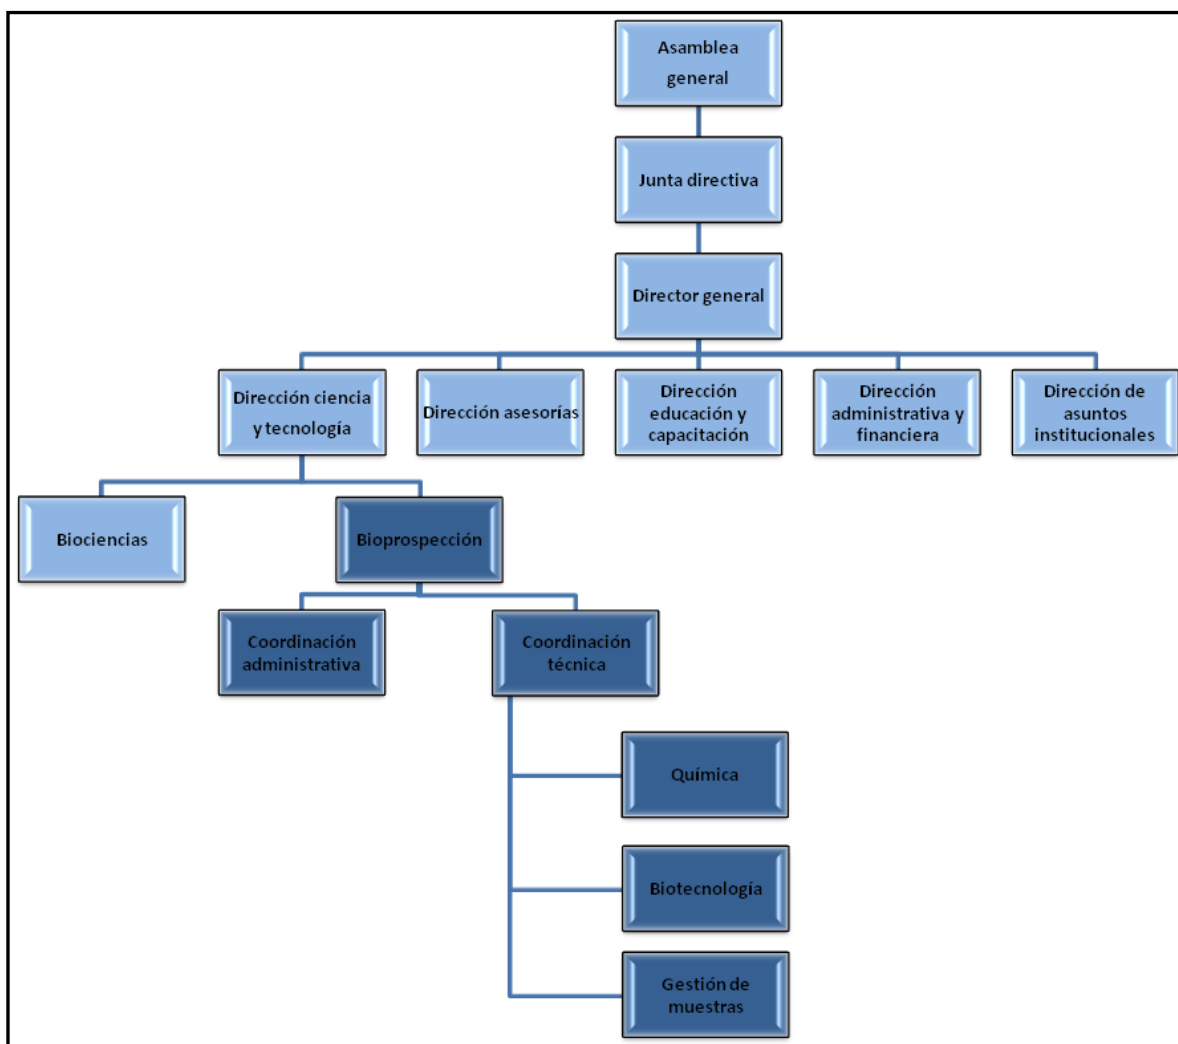 Asamblea
general
Junta directiva
Director general
Dirección ciencia
y tecnología
Dirección asesorías
Dirección
educación y
capacitación
Dirección
administrativa y
financiera
Dirección de
asuntos
institucionales
Biociencias
Bioprospección
Coordinación
administrativa
Coordinación
técnica
Química
Biotecnología
Gestión de
muestras